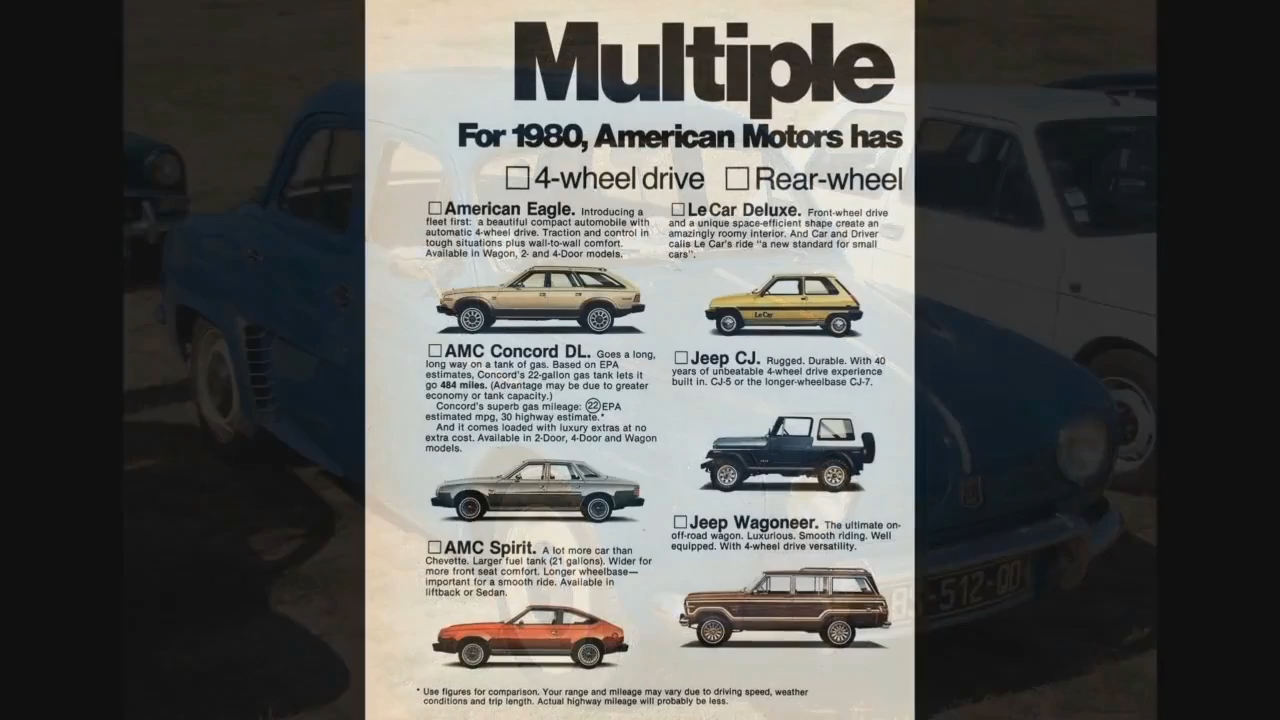 Multiple
For 1980, American Motors has
4-wheel drive Rear-wheel
American Eagle. Introducing a
fleet first: a beautiful compact automobile with
automatic 4-wheel drive. Traction and control in
tough situations plus wall-to-wall comfort.
Available in Wagon, 2- and 4-Door models.
AMC Concord DL. Goes a long,
long way on a tank of gas. Based on EPA
estimates, Concord's 22-gallon gas tank lets it
go 484 miles. (Advantage may be due to greater
economy or tank capacity.)
Concord's superb gas mileage: 22 EPA
estimated mpg, 30 highway estimate.*
And it comes loaded with luxury extras at no
extra cost. Available in 2-Door, 4-Door and Wagon
models.
AMC Spirit. A lot more car than
Chevette. Larger fuel tank (21 gallons). Wider for
more front seat comfort. Longer wheelbase—
important for a smooth ride. Available in
liftback or Sedan.
Le Car Deluxe. Front-wheel drive
and a unique space-efficient shape create an
amazingly roomy interior. And Car and Driver
calls Le Car's ride "a new standard for small
cars".
Le Car
Jeep CJ. Rugged. Durable. With 40
years of unbeatable 4-wheel drive experience
built in. CJ-5 or the longer-wheelbase CJ-7.
Jeep Wagoneer. The ultimate on-
off-road wagon. Luxurious. Smooth riding. Well
equipped. With 4-wheel drive versatility.
* Use figures for comparison. Your range and mileage may vary due to driving speed, weather
conditions and trip length. Actual highway mileage will probably be less.